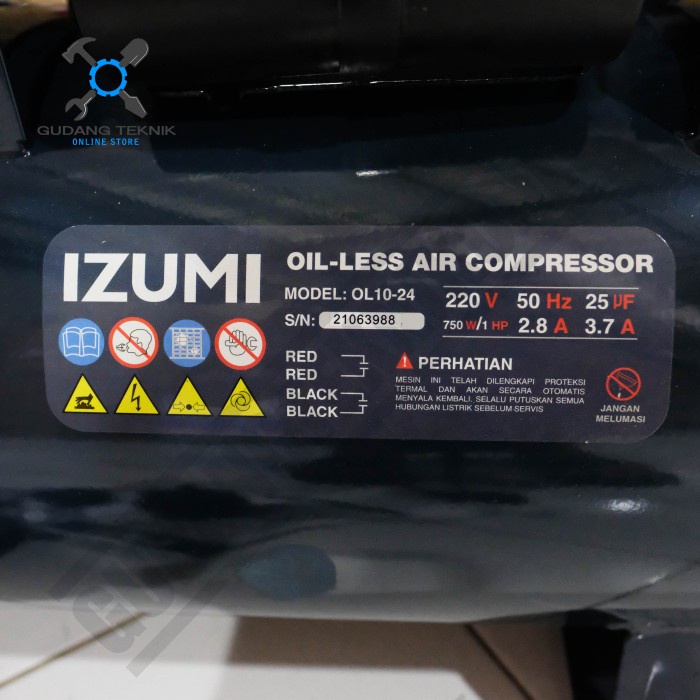 GUDANG TEKNIK
ONLINE STORE
IZUMI
OIL-LESS AIR COMPRESSOR
MODEL: OL10-24
S/N: 21063988
220 V 50 Hz 25 µF
750 W/1 HP 2.8 A 3.7 A
RED
RED
BLACK
BLACK
PERHATIAN
MESIN INI TELAH DILENGKAPI PROTEKSI
TERMAL DAN AKAN SECARA OTOMATIS
MENYALA KEMBALI. SELALU PUTUSKAN SEMUA
HUBUNGAN LISTRIK SEBELUM SERVIS
JANGAN
MELUMASI